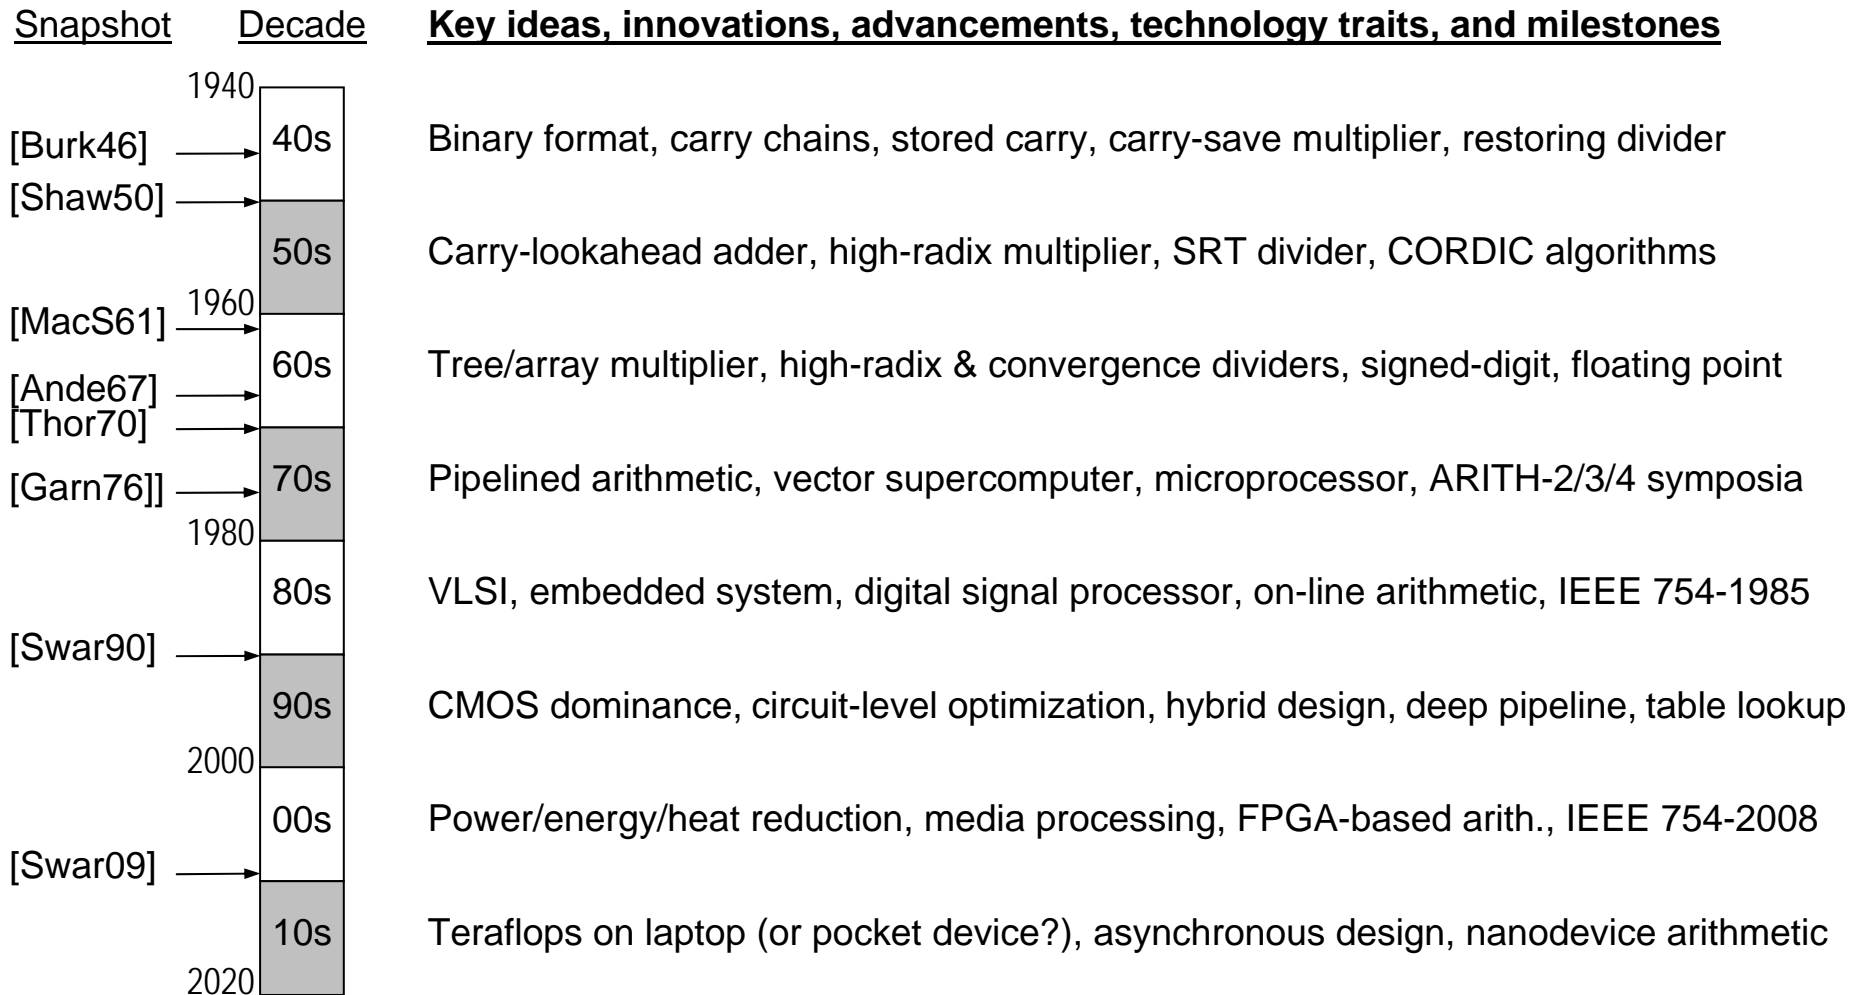 Snapshot Decade Key ideas, innovations, advancements, technology traits, and milestones
1940
[Burk46] 40s Binary format, carry chains, stored carry, carry-save multiplier, restoring divider
[Shaw50]
50s Carry-lookahead adder, high-radix multiplier, SRT divider, CORDIC algorithms
1960
[MacS61]
60s Tree/array multiplier, high-radix & convergence dividers, signed-digit, floating point
[Ande67]
[Thor70]
[Garn76]] 70s Pipelined arithmetic, vector supercomputer, microprocessor, ARITH-2/3/4 symposia
1980
80s VLSI, embedded system, digital signal processor, on-line arithmetic, IEEE 754-1985
[Swar90]
90s CMOS dominance, circuit-level optimization, hybrid design, deep pipeline, table lookup
2000
00s Power/energy/heat reduction, media processing, FPGA-based arith., IEEE 754-2008
[Swar09]
10s Teraflops on laptop (or pocket device?), asynchronous design, nanodevice arithmetic
2020